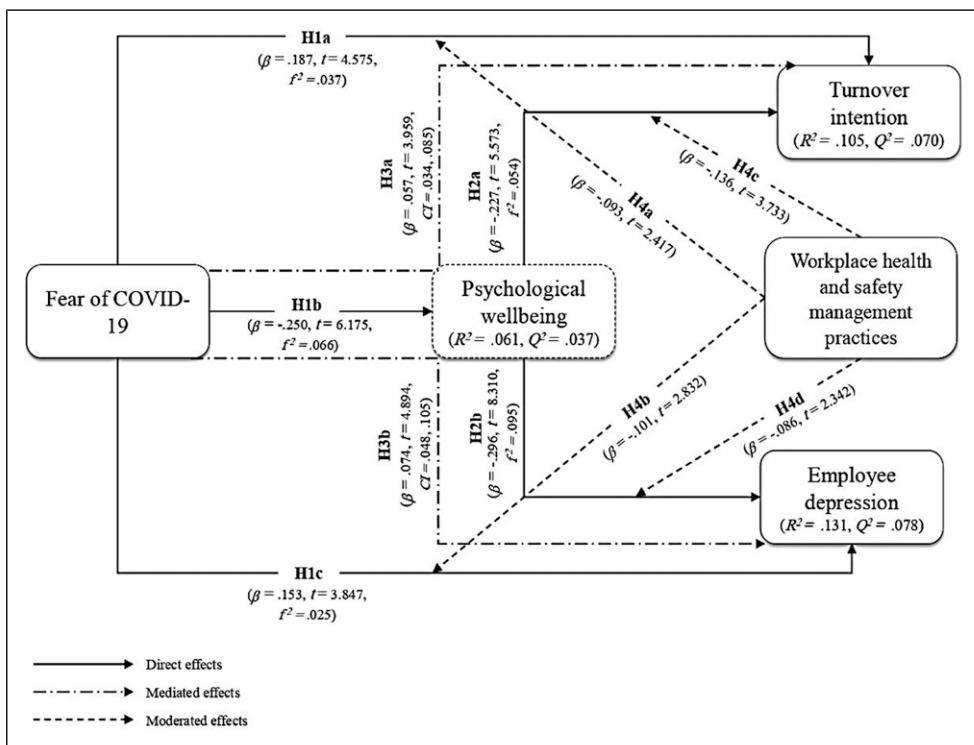 H1a
(β = .187, t = 4.575,
f² = .037)
Turnover
intention
(R² = .105, Q² = .070)
H3a
(β = .057, t = 3.959,
CI = .034, .085)
H2a
(β = -.227, t = 5.573,
f² = .054)
H4a
(β = -.093, t = 2.417)
H4c
(β = -.136, t = 3.733)
Fear of COVID-
19
H1b
(β = -.250, t = 6.175,
f² = .066)
Psychological
wellbeing
(R² = .061, Q² = .037)
Workplace health
and safety
management
practices
H3b
(β = .074, t = 4.894,
CI = .048, .105)
H2b
(β = -.296, t = 8.310,
f² = .095)
H4b
(β = -.101, t = 2.832)
H4d
(β = -.086, t = 2.342)
Employee
depression
(R² = .131, Q² = .078)
H1c
(β = .153, t = 3.847,
f² = .025)
Direct effects
Mediated effects
Moderated effects